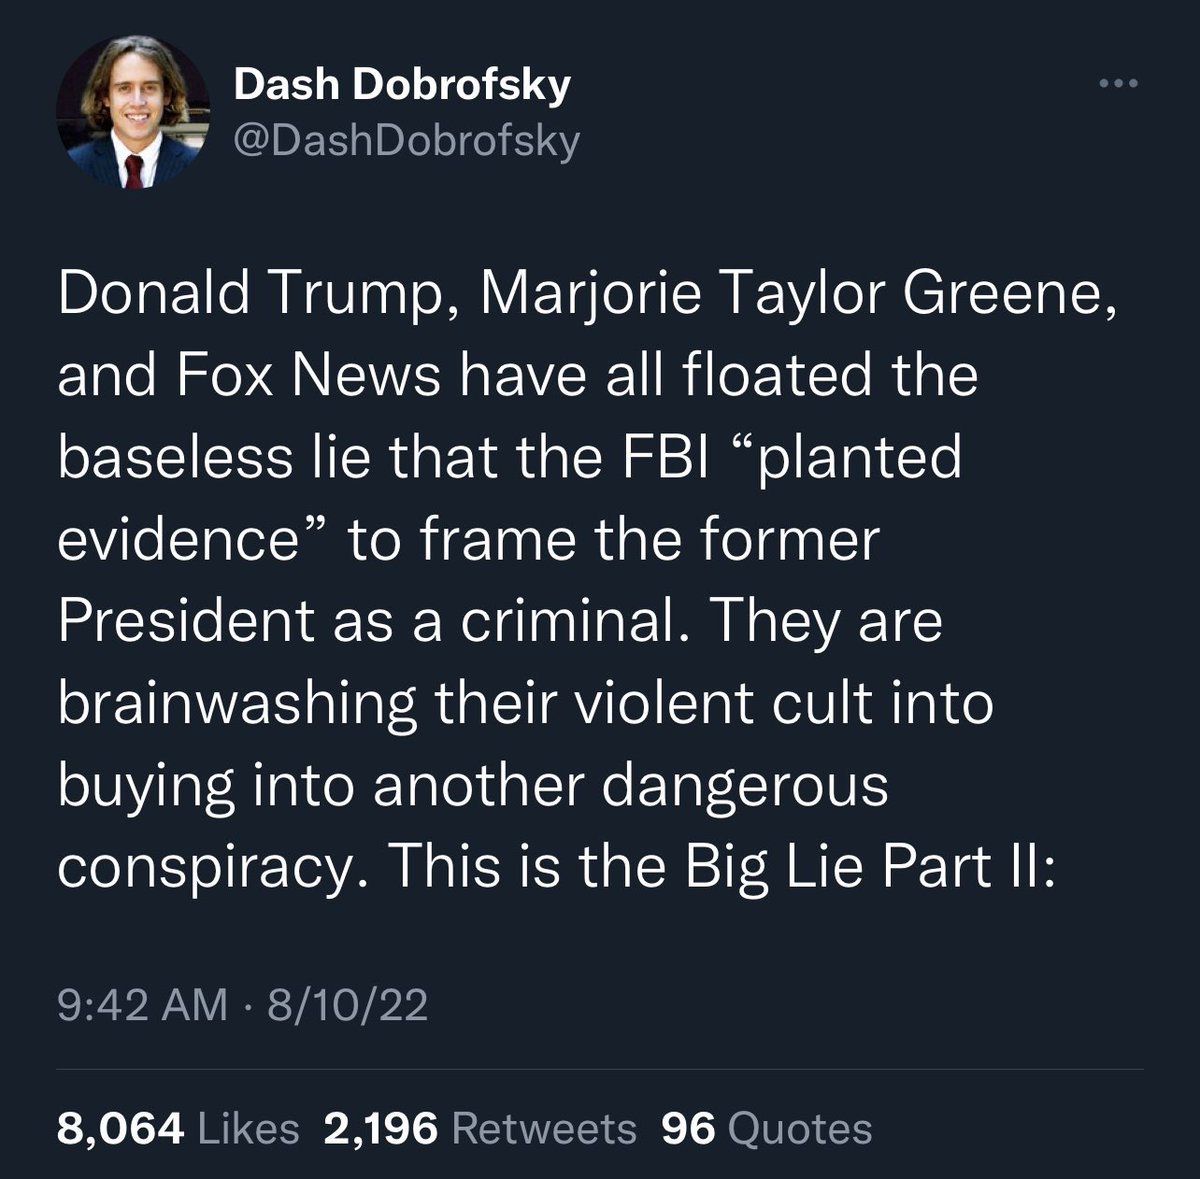 Dash Dobrofsky
@DashDobrofsky
Donald Trump, Marjorie Taylor Greene,
and Fox News have all floated the
baseless lie that the FBI “planted
evidence” to frame the former
President as a criminal. They are
brainwashing their violent cult into
buying into another dangerous
conspiracy. This is the Big Lie Part II:
9:42 AM · 8/10/22
8,064 Likes 2,196 Retweets 96 Quotes